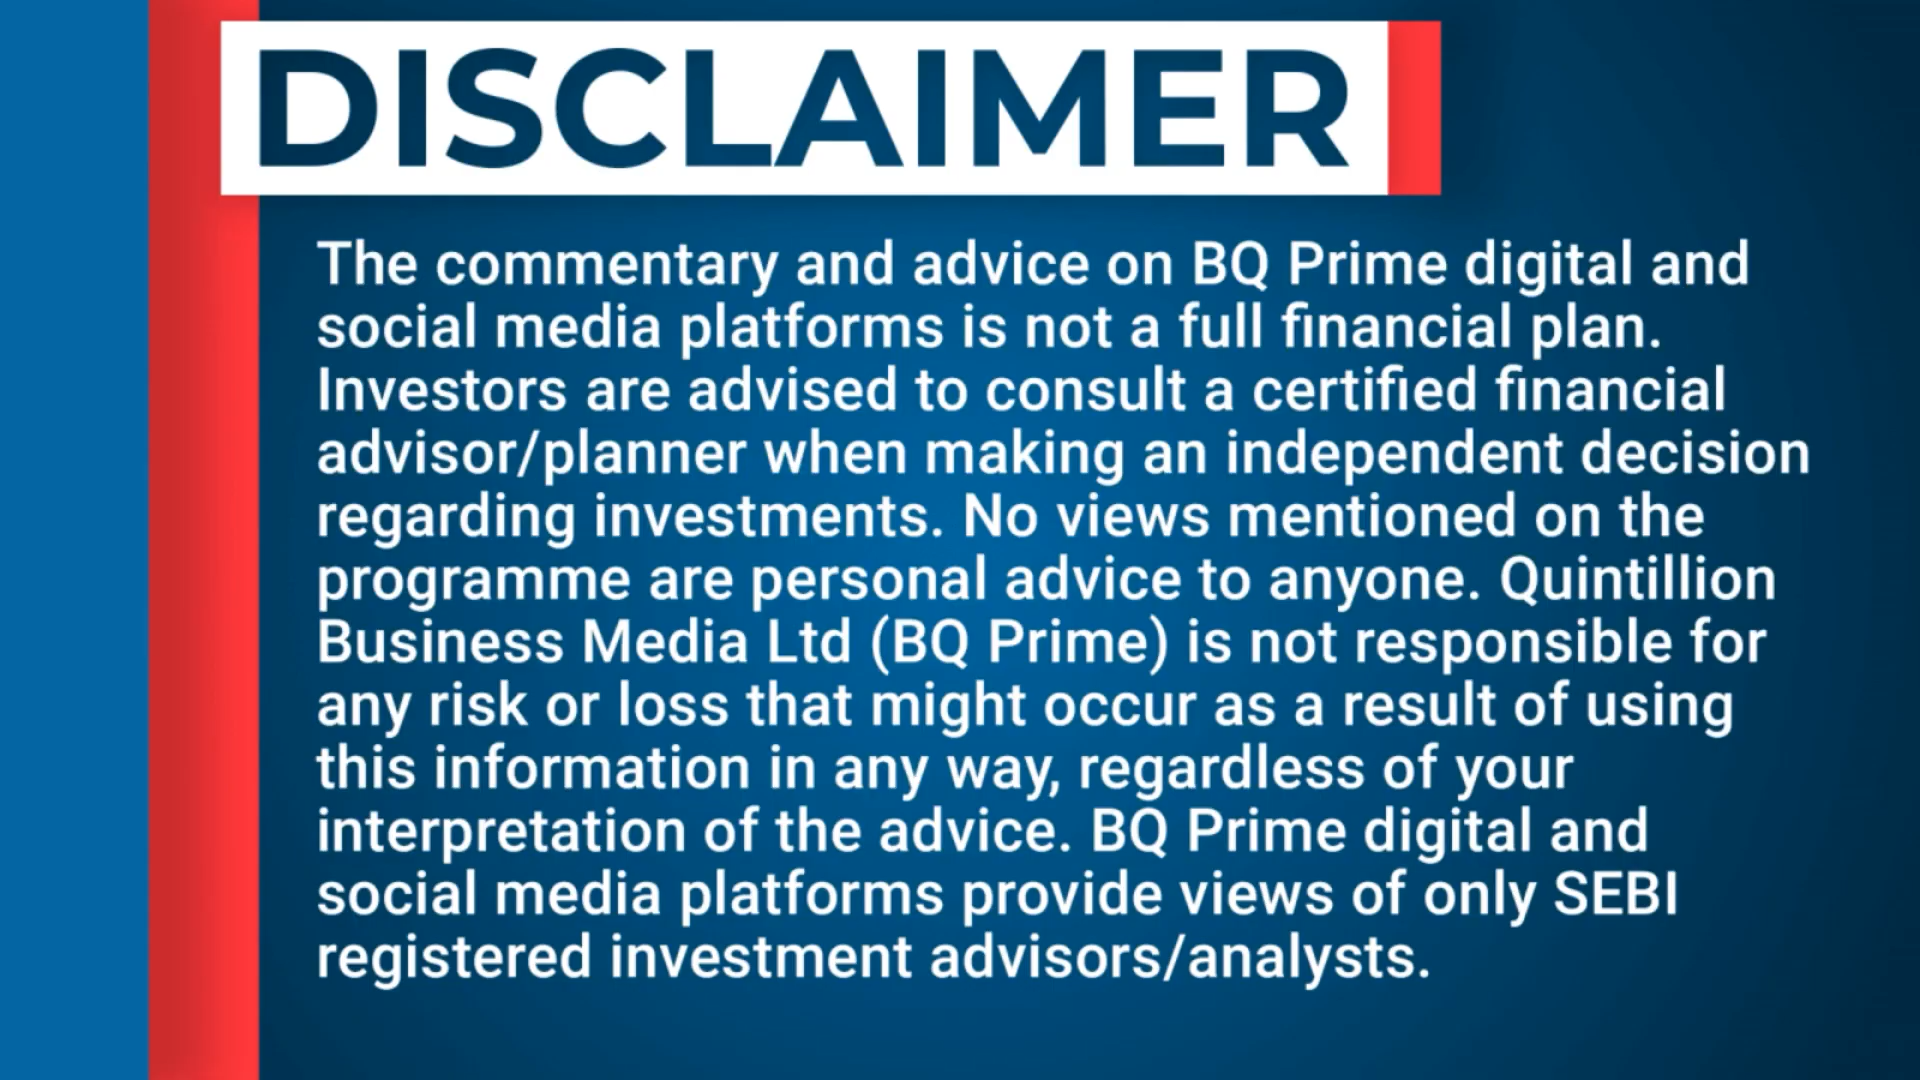 DISCLAIMER
The commentary and advice on BQ Prime digital and
social media platforms is not a full financial plan.
Investors are advised to consult a certified financial
advisor/planner when making an independent decision
regarding investments. No views mentioned on the
programme are personal advice to anyone. Quintillion
Business Media Ltd (BQ Prime) is not responsible for
any risk or loss that might occur as a result of using
this information in any way, regardless of your
interpretation of the advice. BQ Prime digital and
social media platforms provide views of only SEBI
registered investment advisors/analysts.